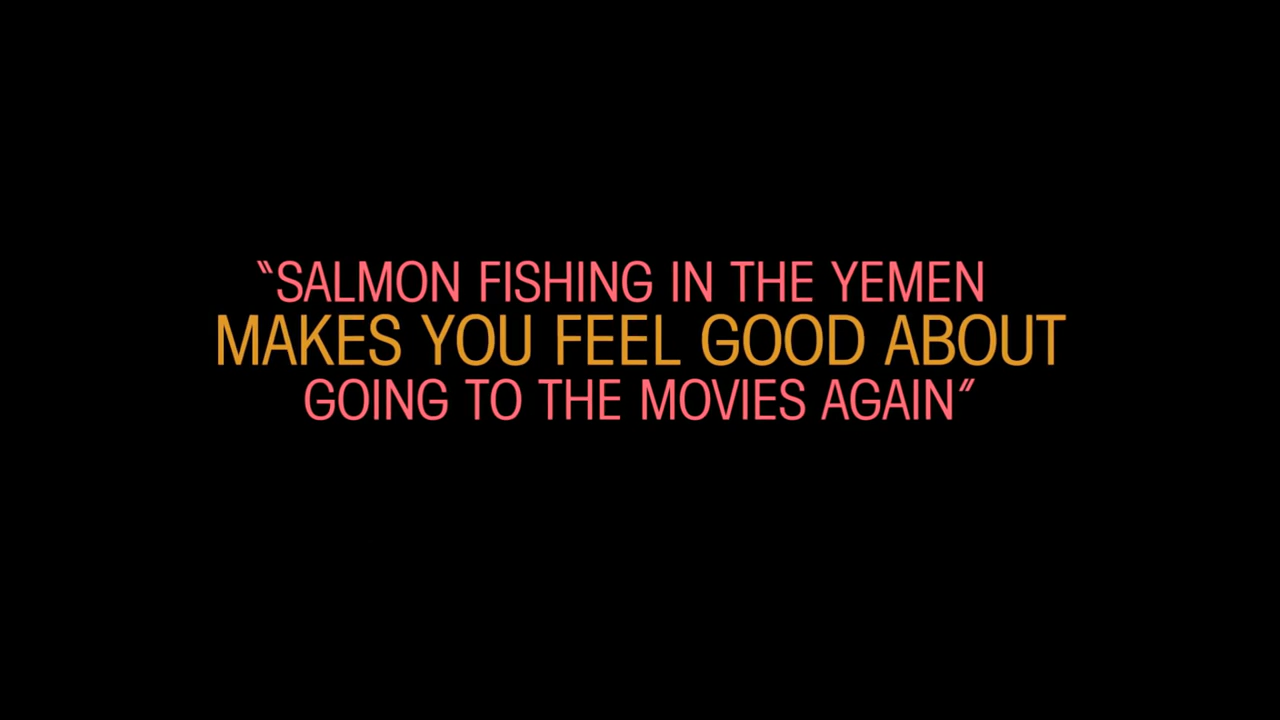 “SALMON FISHING IN THE YEMEN
MAKES YOU FEEL GOOD ABOUT
GOING TO THE MOVIES AGAIN”